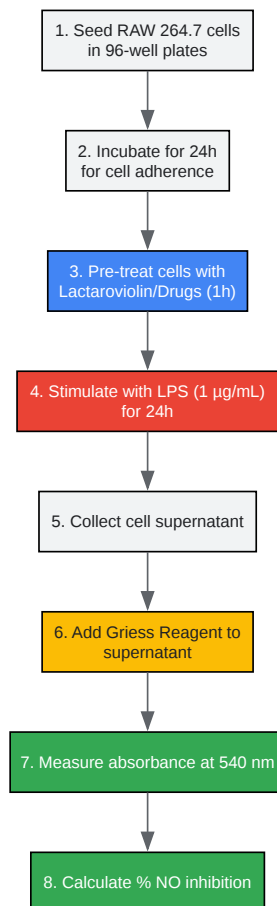 1. Seed RAW 264.7 cells
in 96-well plates
2. Incubate for 24h
for cell adherence
3. Pre-treat cells with
Lactaroviolin/Drugs (1h)
4. Stimulate with LPS (1 µg/mL)
for 24h
5. Collect cell supernatant
6. Add Griess Reagent to
supernatant
7. Measure absorbance at 540 nm
8. Calculate % NO inhibition